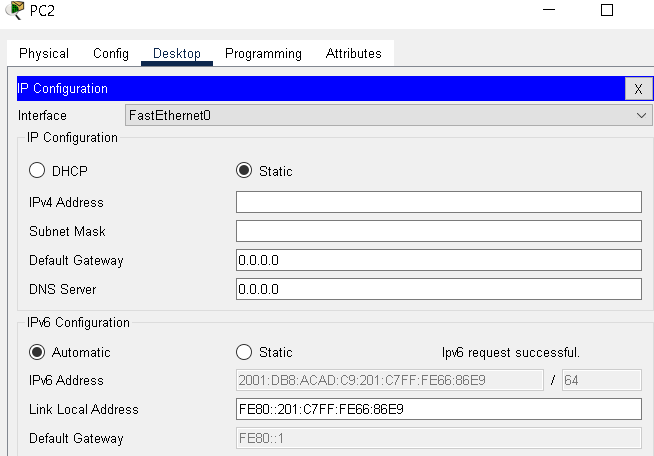 PC2
Physical Config Desktop Programming Attributes
IP Configuration X
Interface FastEthernet0
IP Configuration
DHCP Static
IPv4 Address
Subnet Mask
Default Gateway 0.0.0.0
DNS Server 0.0.0.0
IPv6 Configuration
Automatic Static Ipv6 request successful.
IPv6 Address 2001:DB8:ACAD:C9:201:C7FF:FE66:86E9 / 64
Link Local Address FE80::201:C7FF:FE66:86E9
Default Gateway FE80::1